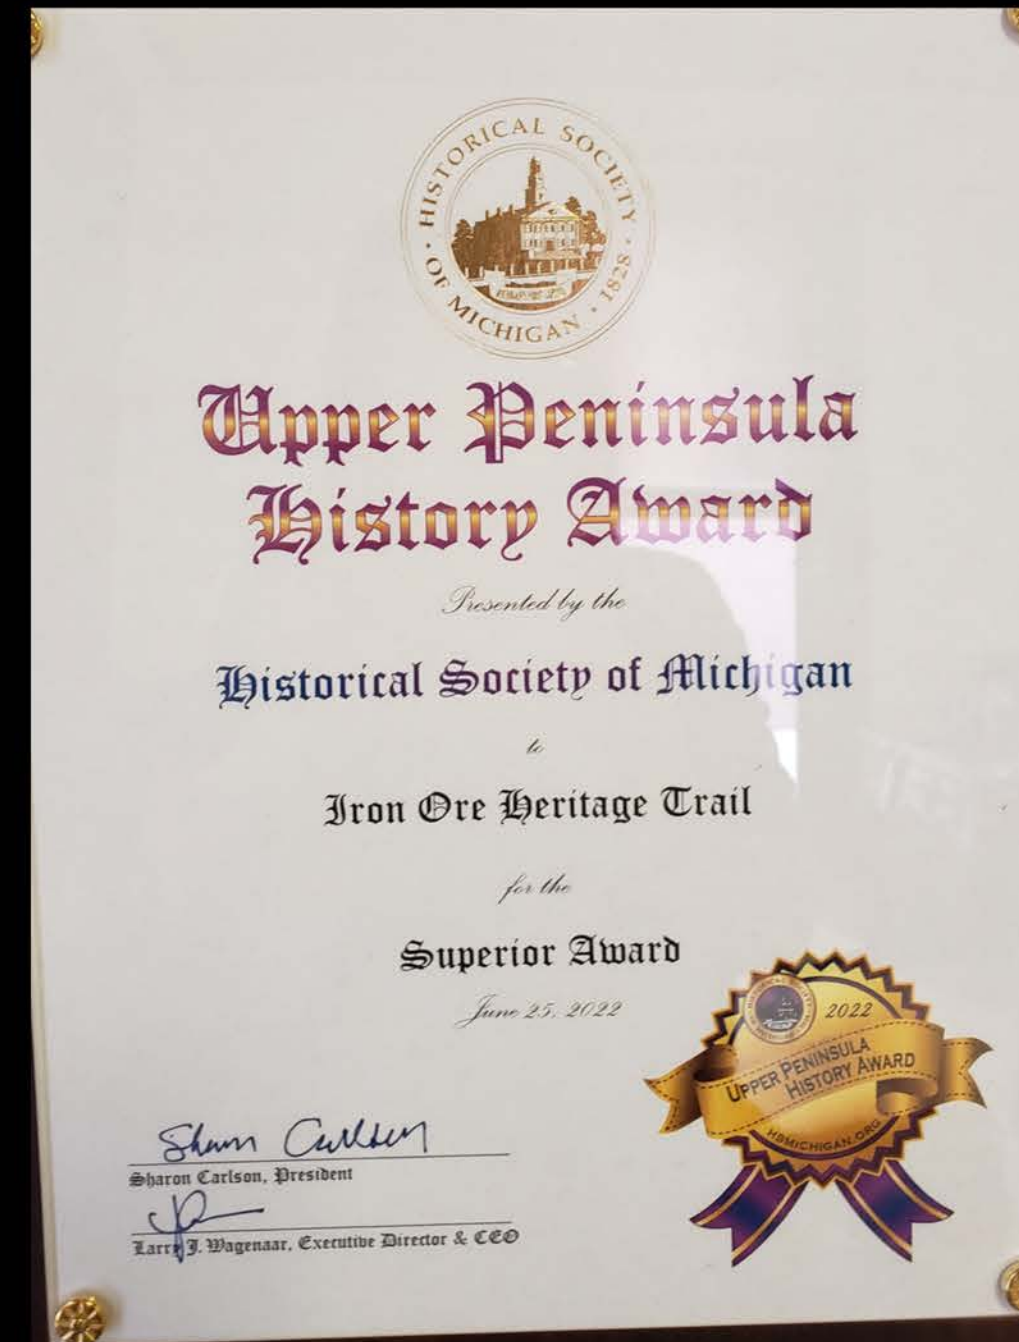 HISTORICAL SOCIETY
OF MICHIGAN · 1828 ·
Upper Peninsula
History Award
Presented by the
Historical Society of Michigan
to
Iron Ore Heritage Trail
for the
Superior Award
June 25, 2022
2022
UPPER PENINSULA
HISTORY AWARD
HSMICHIGAN.ORG
Sharon Carlson
Sharon Carlson, President
Larry J. Wagenaar, Executive Director & CEO